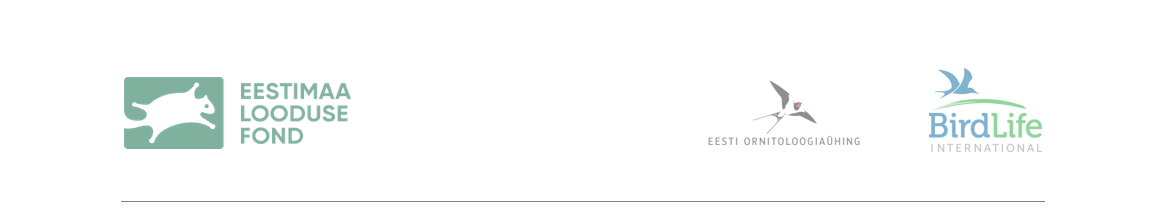 EESTIMAA
LOODUSE
FOND
EESTI ORNITOLOOGIAÜHING
BirdLife
INTERNATIONAL